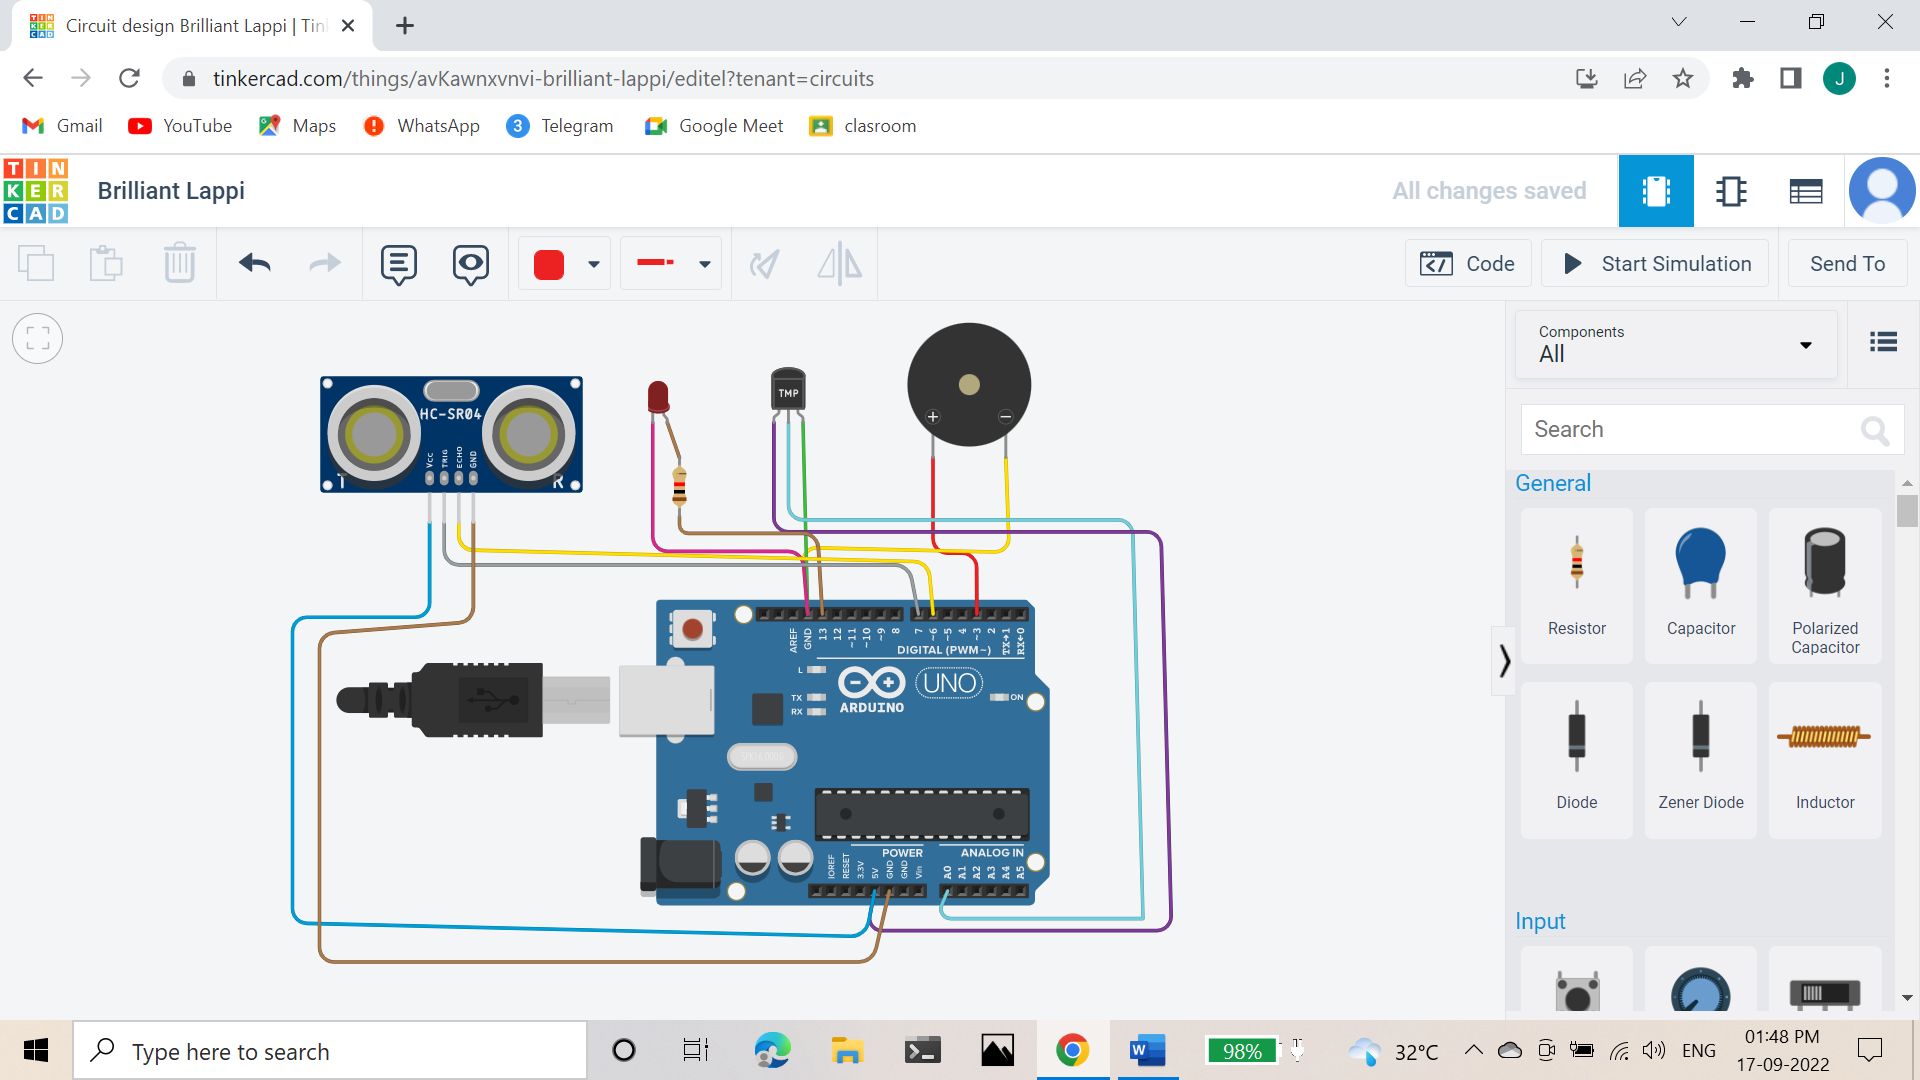 Circuit design Brilliant Lappi | Tin
tinkercad.com/things/avKawnxvnvi-brilliant-lappi/editel?tenant=circuits
J
Gmail YouTube Maps WhatsApp 3 Telegram Google Meet clasroom
TIN
KER
CAD
Brilliant Lappi
All changes saved
Code
Start Simulation
Send To
Components
All
Search
General
Resistor
Capacitor
Polarized
Capacitor
Diode
Zener Diode
Inductor
Input
HC-SR04
VCC TRIG ECHO GND
T R
TMP
AREF GND 13 12 ~11 ~10 ~9 8 7 ~6 ~5 4 ~3 2 TX→1 RX←0
DIGITAL (PWM~)
L
TX
RX
ARDUINO
UNO
ON
POWER
ANALOG IN
IOREF RESET 3.3V 5V GND GND Vin A0 A1 A2 A3 A4 A5
Type here to search
W
98%
32°C
ENG
01:48 PM
17-09-2022